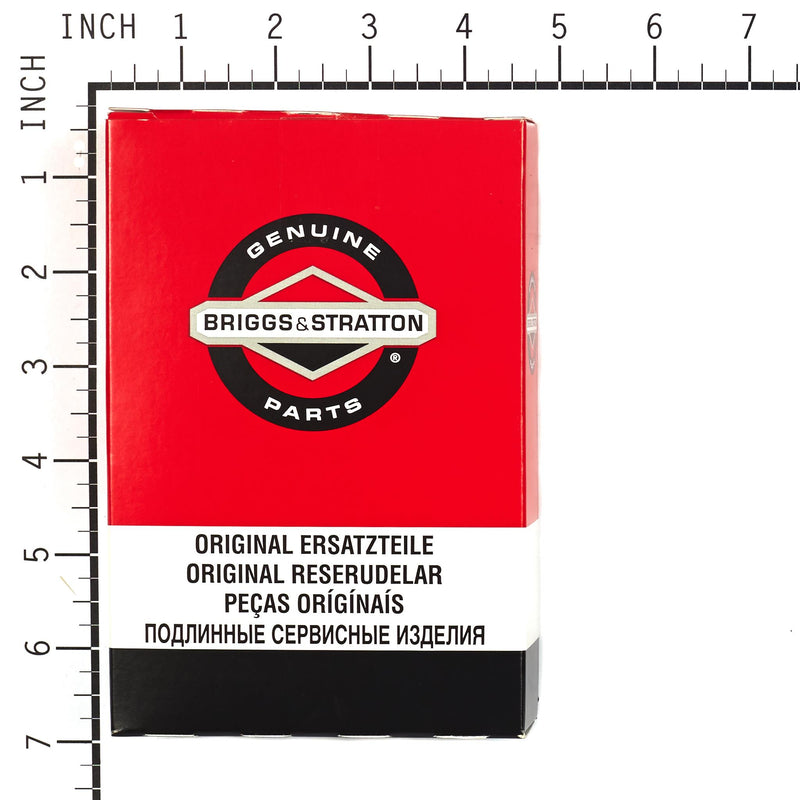 INCH 1 2 3 4 5 6 7
INCH
1
2
3
4
5
6
7
GENUINE
BRIGGS&STRATTON
®
PARTS
ORIGINAL ERSATZTEILE
ORIGINAL RESERUDELAR
PEÇAS ORÍGÍNAÍS
ПОДЛИННЫЕ СЕРВИСНЫЕ ИЗДЕЛИЯ